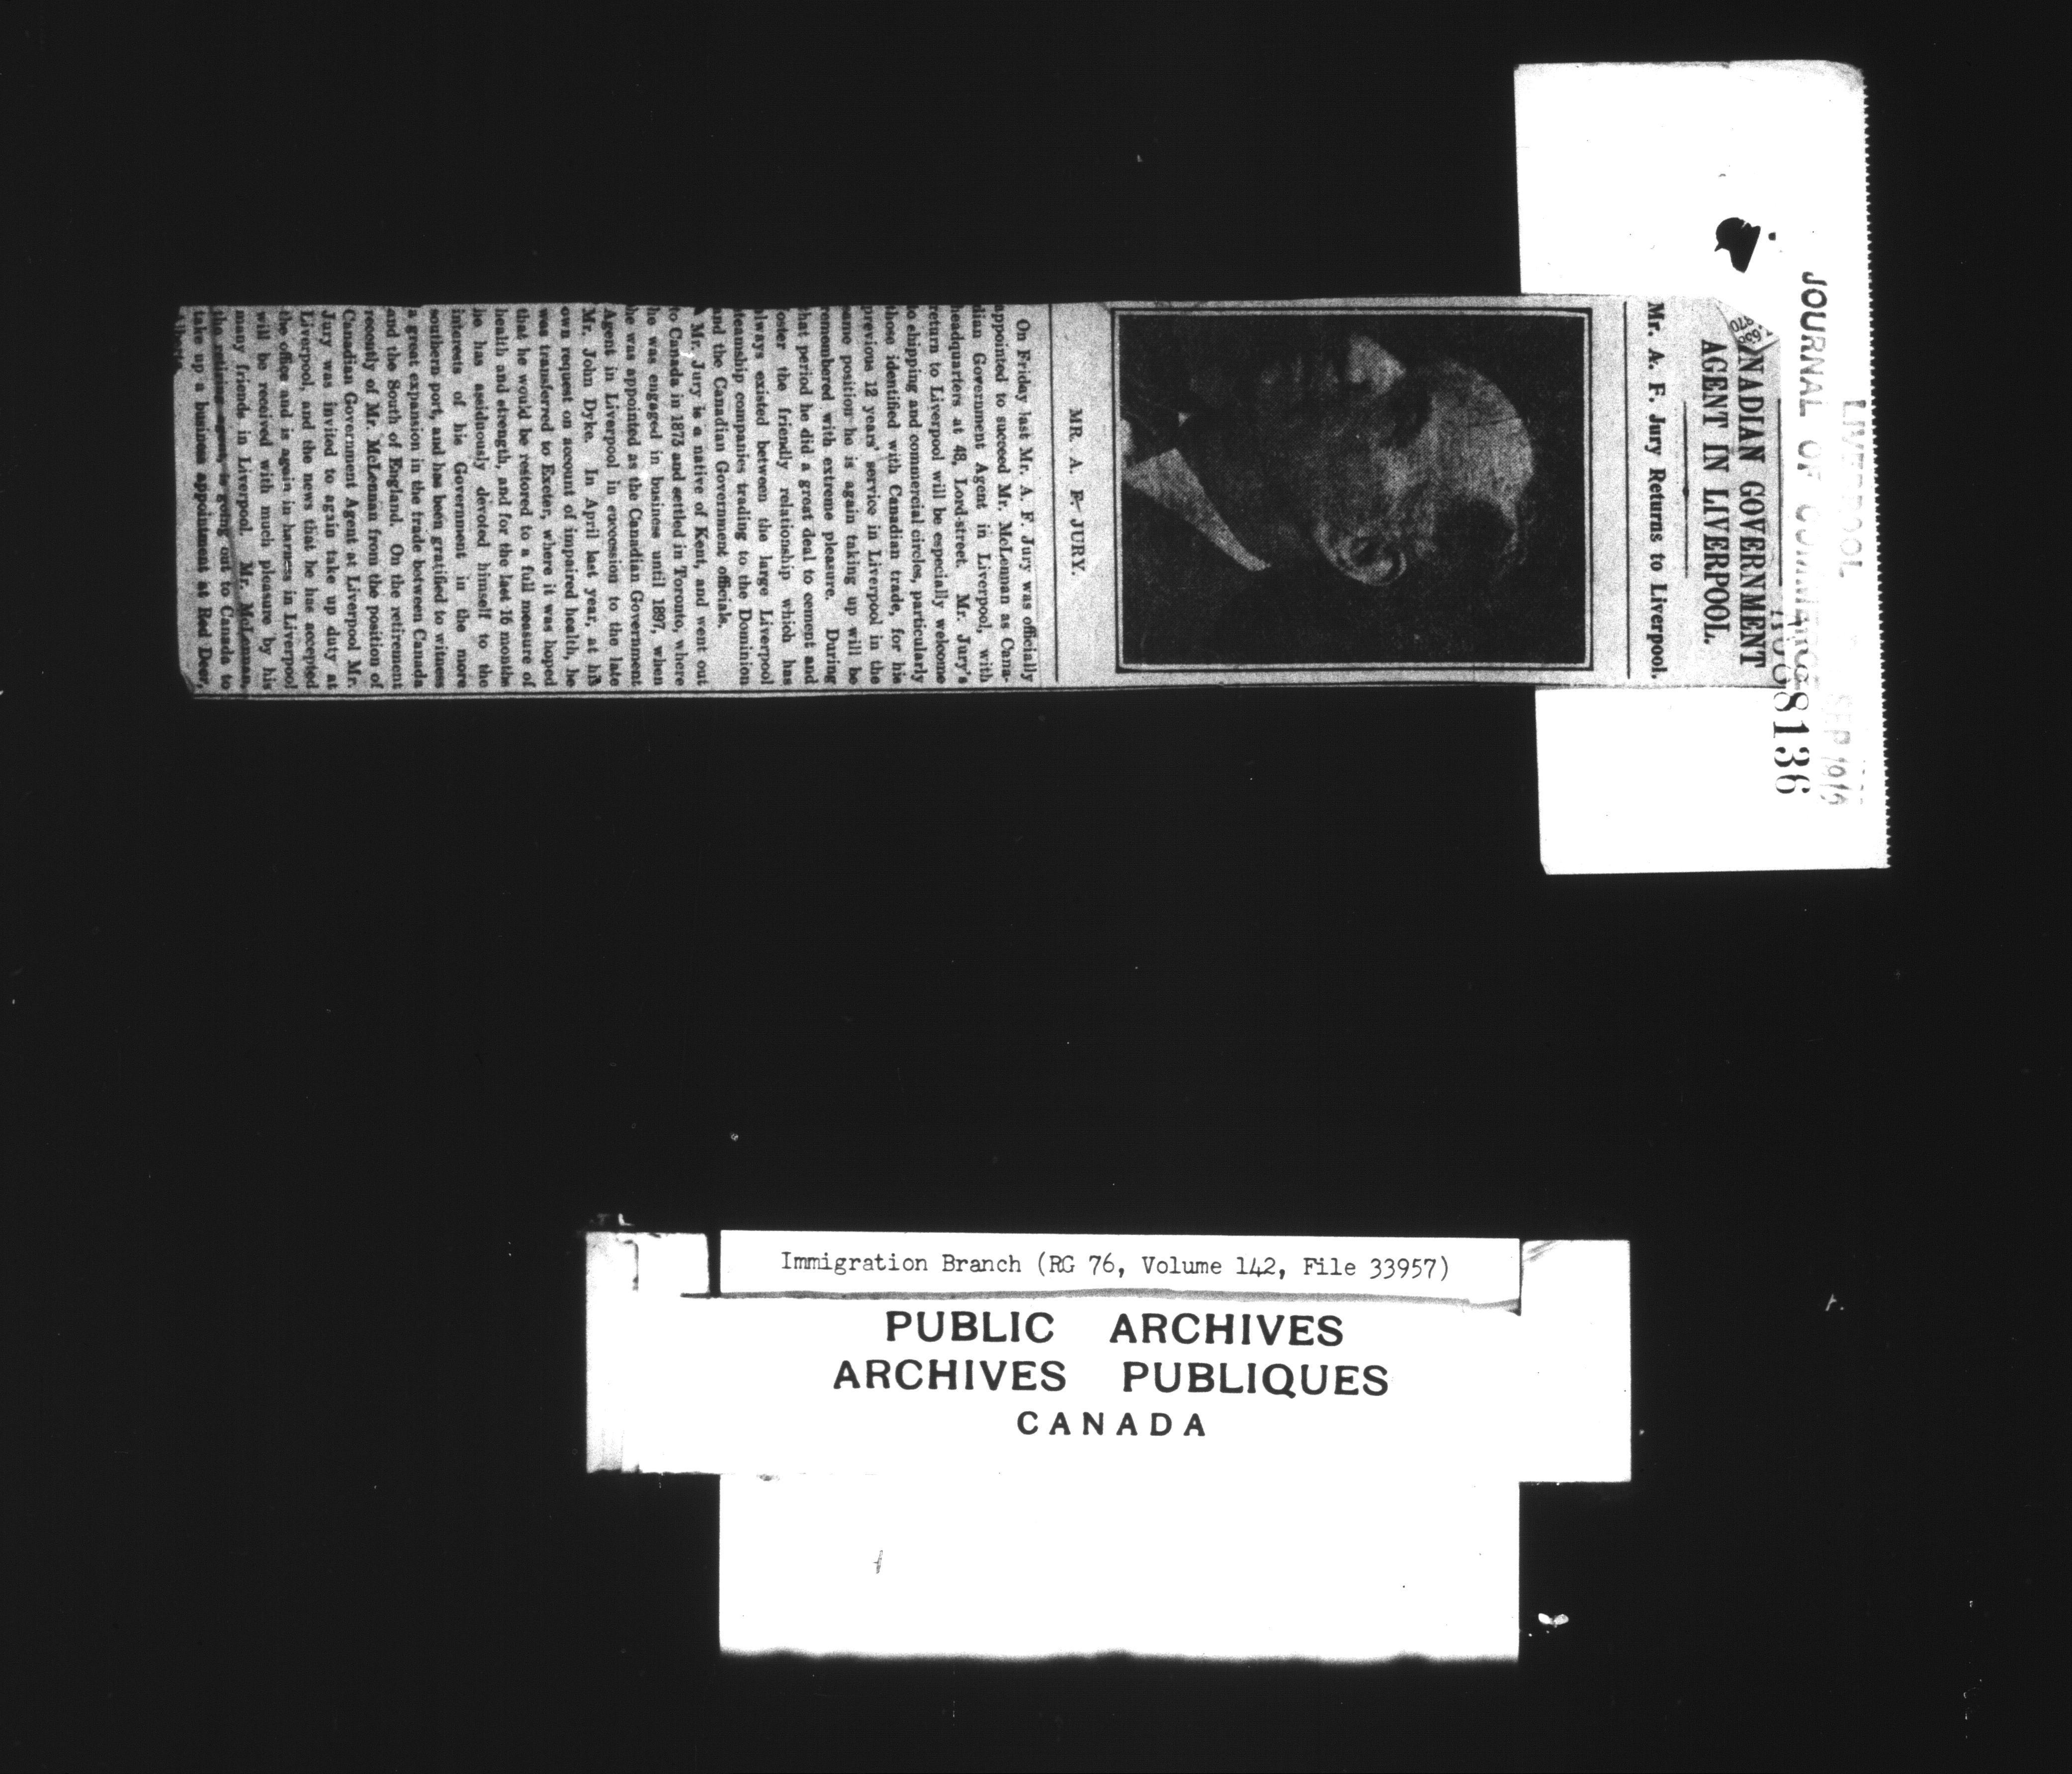 LIVERPOOL
JOURNAL OF COMMERCE
SEP 1910
8136
NADIAN GOVERNMENT
AGENT IN LIVERPOOL.
Mr. A. F. Jury Returns to Liverpool.
MR. A. F. JURY.
On Friday last Mr. A. F. Jury was officially
appointed to succeed Mr. McLennan as Cana-
dian Government Agent in Liverpool, with
headquarters at 48, Lord-street. Mr. Jury's
return to Liverpool will be especially welcome
to shipping and commercial circles, particularly
those identified with Canadian trade, for his
previous 12 years' service in Liverpool in the
same position he is again taking up will be
remembered with extreme pleasure. During
that period he did a great deal to cement and
foster the friendly relationship which has
always existed between the large Liverpool
steamship companies trading to the Dominion
and the Canadian Government officials.
Mr. Jury is a native of Kent, and went out
to Canada in 1873 and settled in Toronto, where
he was engaged in business until 1897, when
he was appointed as the Canadian Government
Agent in Liverpool in succession to the late
Mr. John Dyke. In April last year, at his
own request on account of impaired health, he
was transferred to Exeter, where it was hoped
that he would be restored to a full measure of
health and strength, and for the last 16 months
he has assiduously devoted himself to the
interests of his Government in the more
southern port, and has been gratified to witness
a great expansion in the trade between Canada
and the South of England. On the retirement
recently of Mr. McLennan from the position of
Canadian Government Agent at Liverpool Mr.
Jury was invited to again take up duty at
Liverpool, and the news that he has accepted
the office and is again in harness in Liverpool
will be received with much pleasure by his
many friends in Liverpool. Mr. McLennan,
the retiring agent, is going out to Canada to
take up a business appointment at Red Deer,
Immigration Branch (RG 76, Volume 142, File 33957)
PUBLIC ARCHIVES
ARCHIVES PUBLIQUES
CANADA